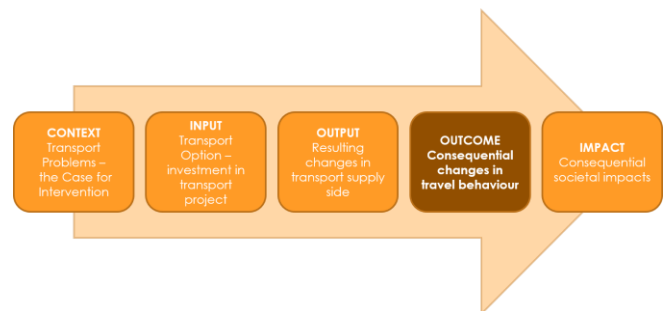 CONTEXT
Transport
Problems –
the Case for
Intervention
INPUT
Transport
Option –
investment in
transport
project
OUTPUT
Resulting
changes in
transport supply
side
OUTCOME
Consequential
changes in
travel behaviour
IMPACT
Consequential
societal impacts